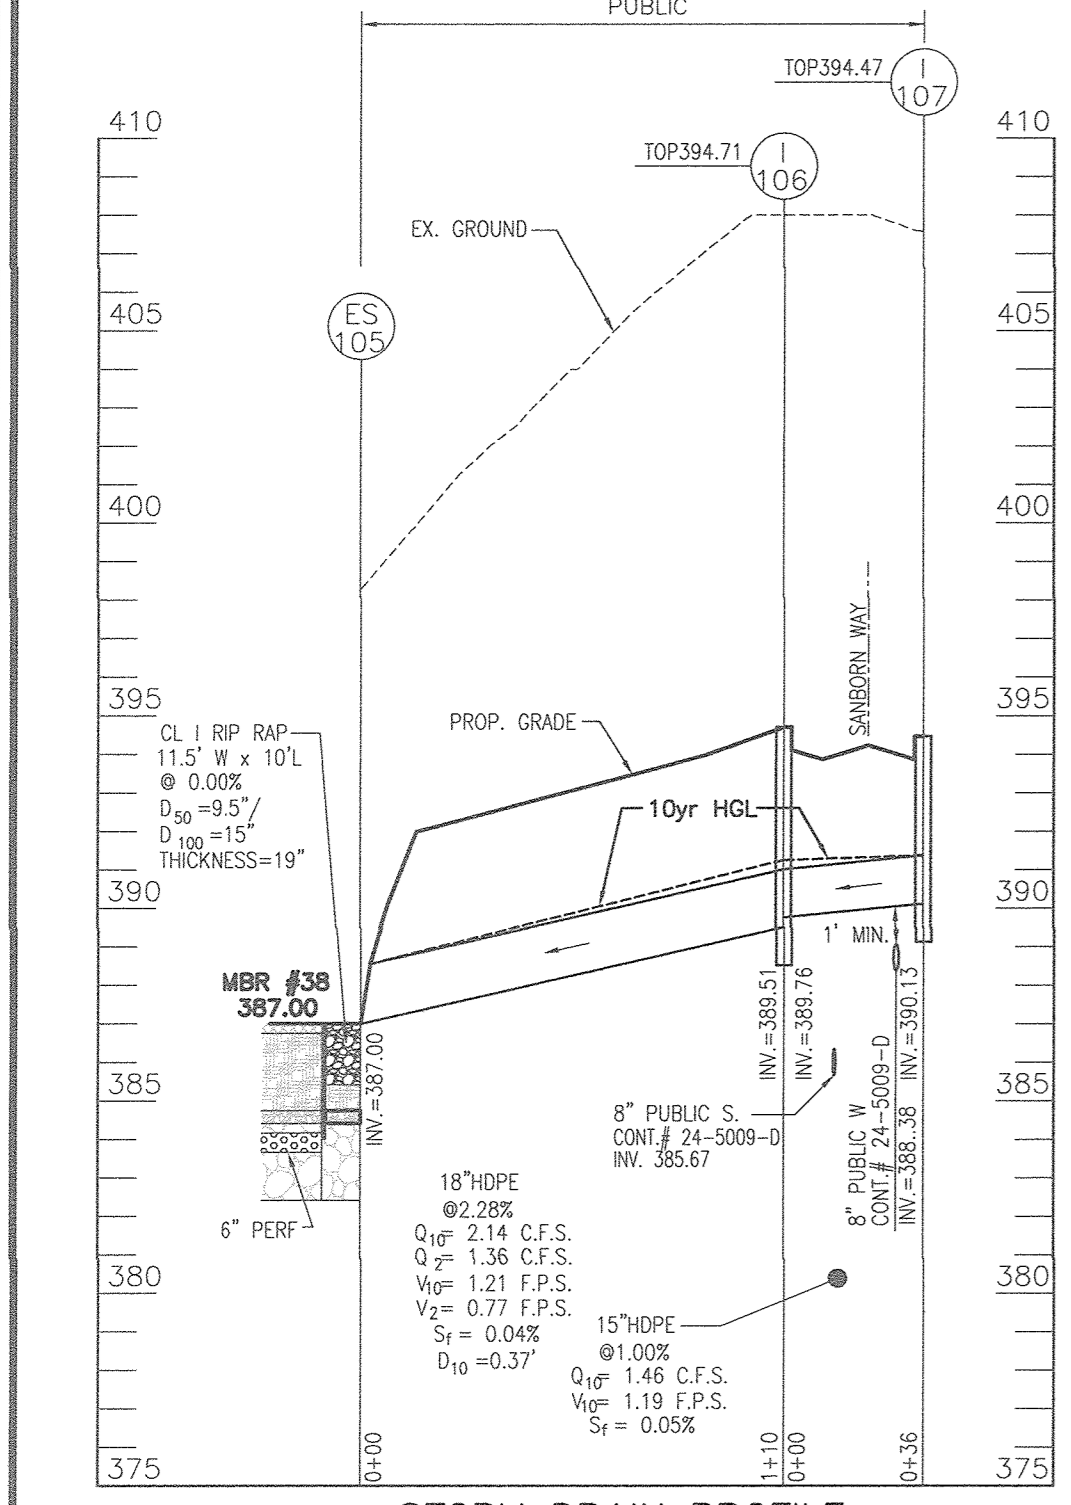 PUBLIC
TOP394.47
I
107
410
410
TOP394.71
I
106
EX. GROUND
ES
105
405
405
400
400
SANBORN WAY
395
395
CL I RIP RAP
11.5' W x 10'L
@ 0.00%
D50 =9.5"/
D100 =15"
THICKNESS=19"
PROP. GRADE
10yr HGL
390
390
1' MIN.
MBR #38
387.00
INV.=387.00
INV.=389.51
INV.=389.76
INV.=390.13
385
385
8" PUBLIC S.
CONT.# 24-5009-D
INV. 385.67
8" PUBLIC W
CONT.# 24-5009-D
INV.=388..38
6" PERF
18"HDPE
@2.28%
Q10= 2.14 C.F.S.
Q2= 1.36 C.F.S.
V10= 1.21 F.P.S.
V2= 0.77 F.P.S.
Sf = 0.04%
D10 =0.37'
380
380
15"HDPE
@1.00%
Q10= 1.46 C.F.S.
V10= 1.19 F.P.S.
Sf = 0.05%
375
0+00
1+10
0+00
0+36
375
STORM DRAIN PROFILE